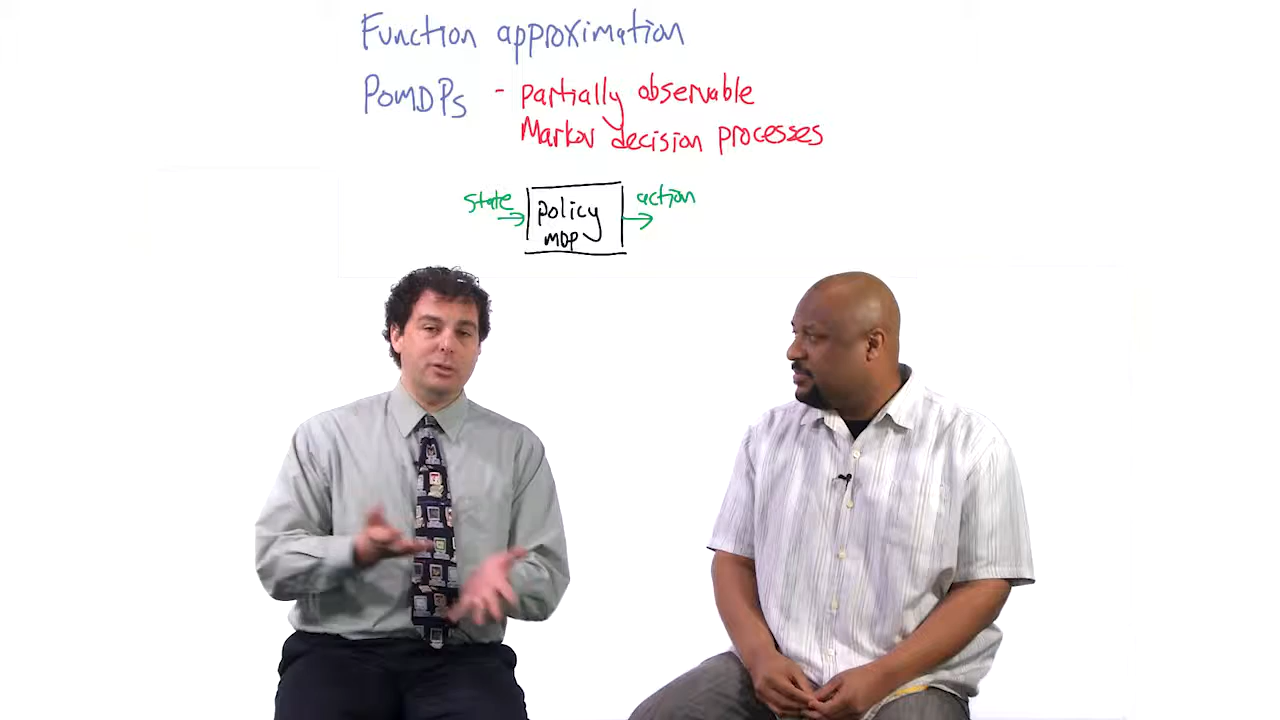 Function approximation
POMDPs - partially observable
Markov decision processes
state policy action
MDP